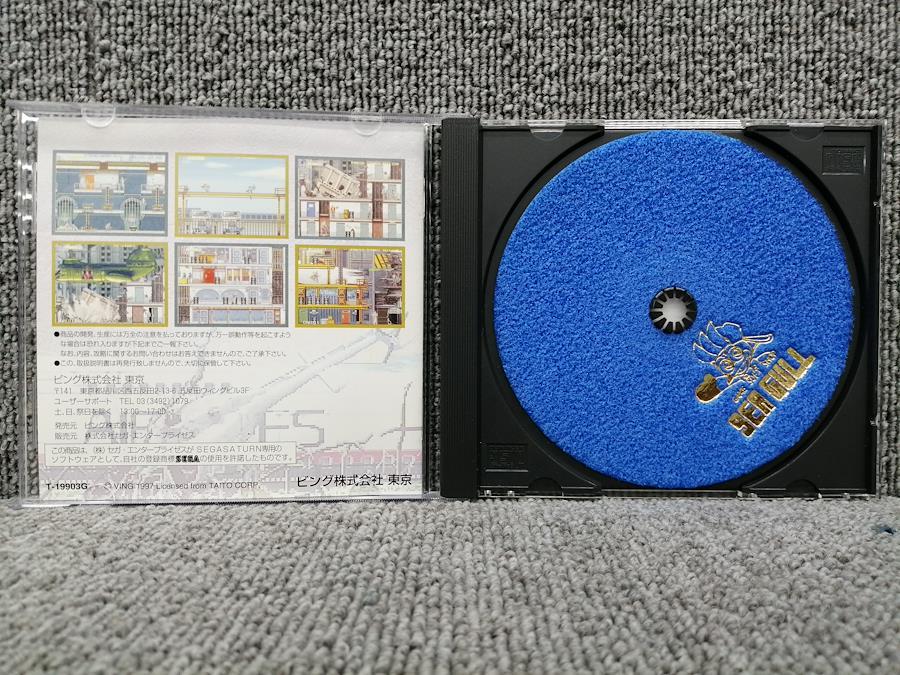 ●商品の開発、生産には万全の注意を払っておりますが、万一誤動作等を起こすよう
な場合は恐れ入りますが下記までご一報下さい。
なお、内容、攻略に関するお問い合わせはお答えできませんので、ご了承下さい。
●この、取扱説明書は再発行致しませんので、大切に保管して下さい。
ビング株式会社 東京
〒141 東京都品川区西五反田2-13-6 五反田ウィングビル3F
ユーザーサポート TEL 03(3492)1079
土、日、祭日を除く 13:00〜17:00
発売元 ビング株式会社
販売元 株式会社セガ・エンタープライゼス
この商品は、(株)セガ・エンタープライゼスがSEGASATURN専用の
ソフトウェアとして、自社の登録商標SEGAの使用を許諾したものです。
T-19903G
© VING 1997 Licensed from TAITO CORP.
ビング株式会社 東京